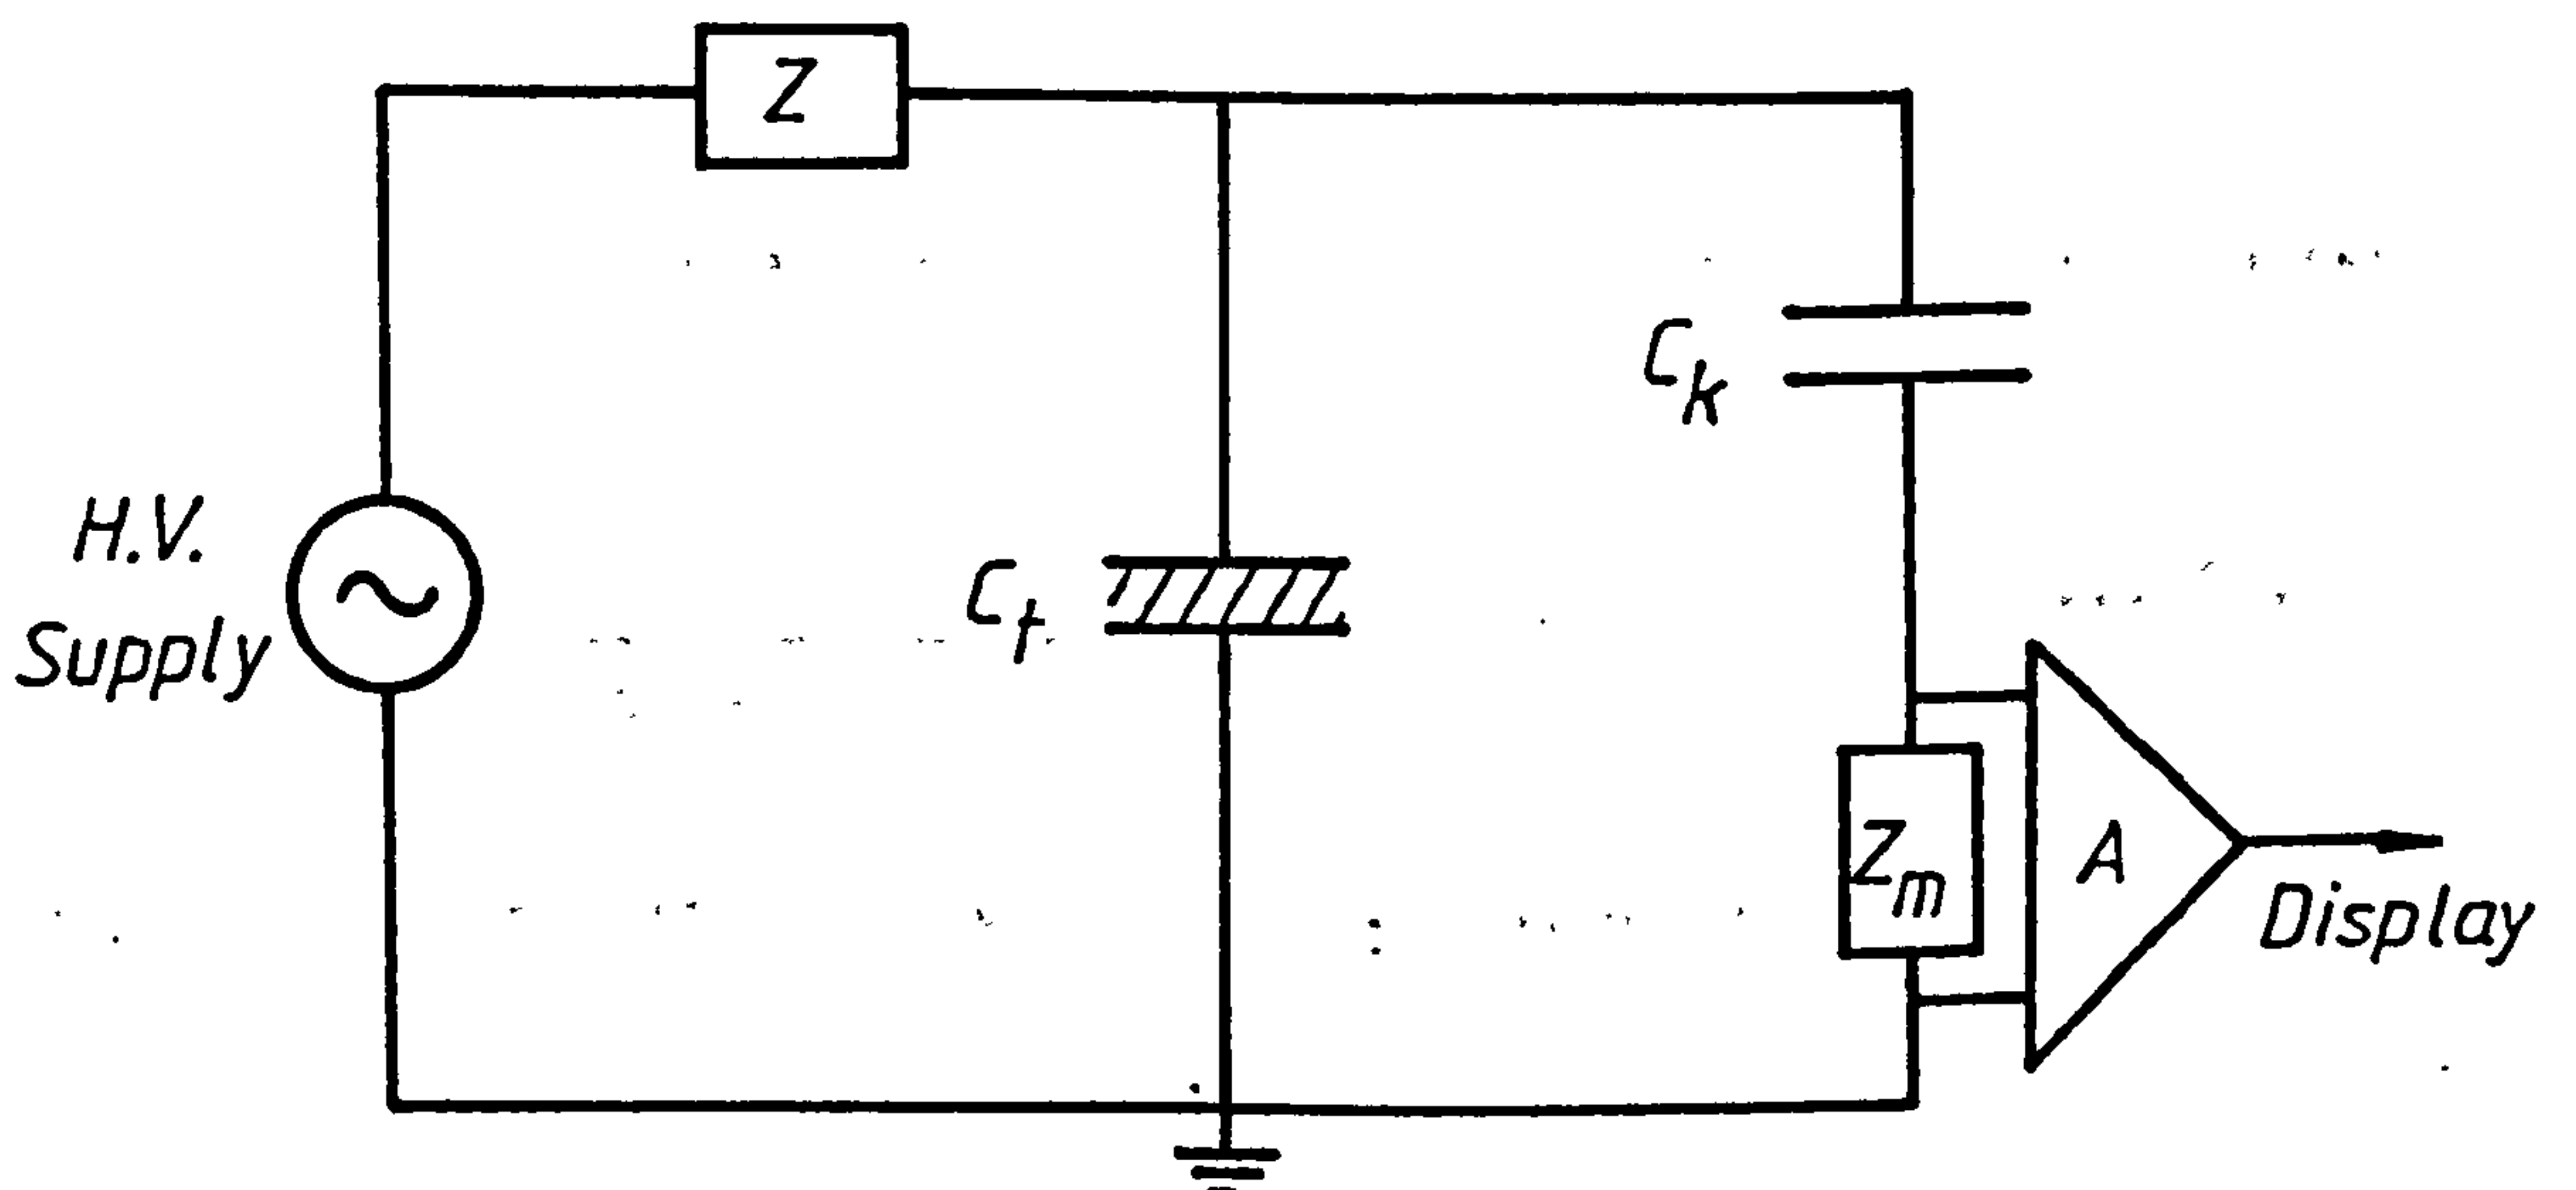 Z
C_k
H.V.
Supply
C_t
Z_m
A
Display